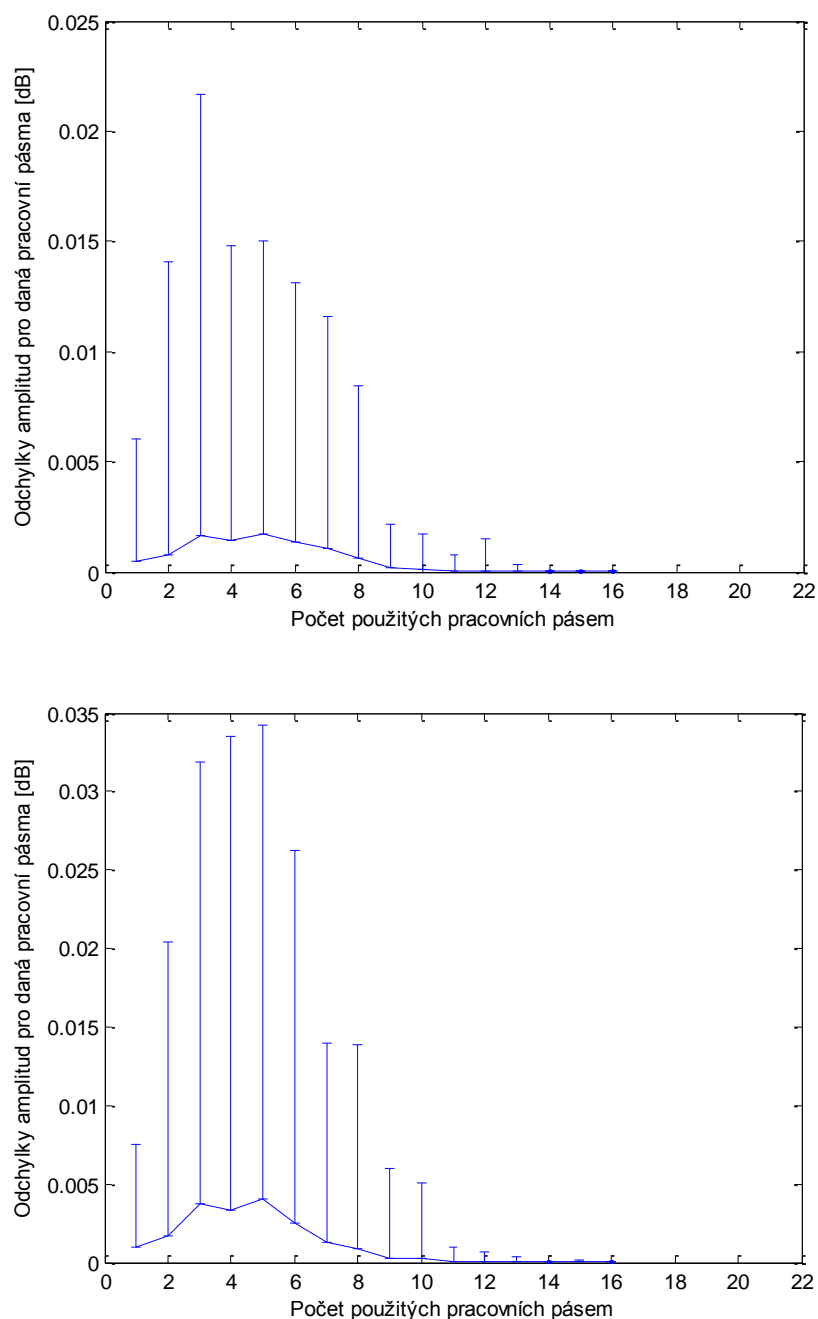 0.025
0.02
0.015
0.01
0.005
0
Odchylky amplitud pro daná pracovní pásma [dB]
0 2 4 6 8 10 12 14 16 18 20 22
Počet použitých pracovních pásem
0.035
0.03
0.025
0.02
0.015
0.01
0.005
0
Odchylky amplitud pro daná pracovní pásma [dB]
0 2 4 6 8 10 12 14 16 18 20 22
Počet použitých pracovních pásem